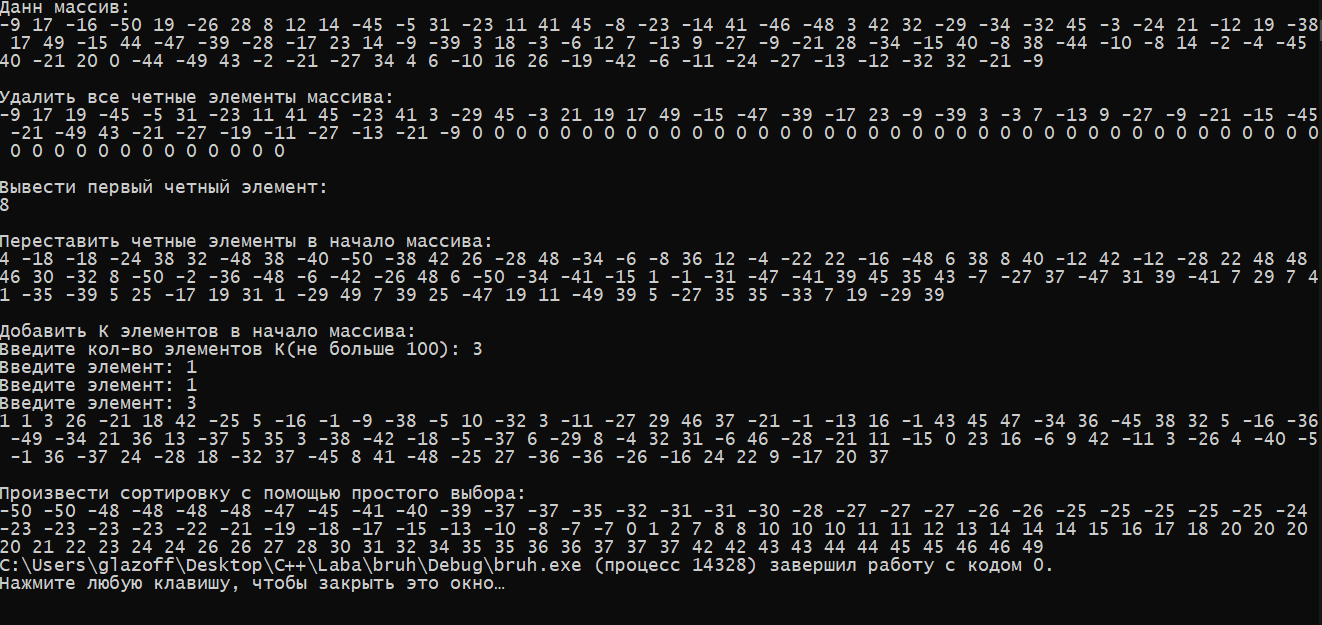 Данн массив:
-9 17 -16 -50 19 -26 28 8 12 14 -45 -5 31 -23 11 41 45 -8 -23 -14 41 -46 -48 3 42 32 -29 -34 -32 45 -3 -24 21 -12 19 -38
17 49 -15 44 -47 -39 -28 -17 23 14 -9 -39 3 18 -3 -6 12 7 -13 9 -27 -9 -21 28 -34 -15 40 -8 38 -44 -10 -8 14 -2 -4 -45
40 -21 20 0 -44 -49 43 -2 -21 -27 34 4 6 -10 16 26 -19 -42 -6 -11 -24 -27 -13 -12 -32 32 -21 -9
Удалить все четные элементы массива:
-9 17 19 -45 -5 31 -23 11 41 45 -23 41 3 -29 45 -3 21 19 17 49 -15 -47 -39 -17 23 -9 -39 3 -3 7 -13 9 -27 -9 -21 -15 -45
-21 -49 43 -21 -27 -19 -11 -27 -13 -21 -9 0 0 0 0 0 0 0 0 0 0 0 0 0 0 0 0 0 0 0 0 0 0 0 0 0 0 0 0 0 0 0 0 0 0 0 0 0 0 0
0 0 0 0 0 0 0 0 0 0 0 0 0
Вывести первый четный элемент:
8
Переставить четные элементы в начало массива:
4 -18 -18 -24 38 32 -48 38 -40 -50 -38 42 26 -28 48 -34 -6 -8 36 12 -4 -22 22 -16 -48 6 38 8 40 -12 42 -12 -28 22 48 48
46 30 -32 8 -50 -2 -36 -48 -6 -42 -26 48 6 -50 -34 -41 -15 1 -1 -31 -47 -41 39 45 35 43 -7 -27 37 -47 31 39 -41 7 29 7 4
1 -35 -39 5 25 -17 19 31 1 -29 49 7 39 25 -47 19 11 -49 39 5 -27 35 35 -33 7 19 -29 39
Добавить К элементов в начало массива:
Введите кол-во элементов К(не больше 100): 3
Введите элемент: 1
Введите элемент: 1
Введите элемент: 3
1 1 3 26 -21 18 42 -25 5 -16 -1 -9 -38 -5 10 -32 3 -11 -27 29 46 37 -21 -1 -13 16 -1 43 45 47 -34 36 -45 38 32 5 -16 -36
-49 -34 21 36 13 -37 5 35 3 -38 -42 -18 -5 -37 6 -29 8 -4 32 31 -6 46 -28 -21 11 -15 0 23 16 -6 9 42 -11 3 -26 4 -40 -5
-1 36 -37 24 -28 18 -32 37 -45 8 41 -48 -25 27 -36 -36 -26 -16 24 22 9 -17 20 37
Произвести сортировку с помощью простого выбора:
-50 -50 -48 -48 -48 -48 -47 -45 -41 -40 -39 -37 -37 -35 -32 -31 -31 -30 -28 -27 -27 -27 -26 -26 -25 -25 -25 -25 -25 -24
-23 -23 -23 -23 -22 -21 -19 -18 -17 -15 -13 -10 -8 -7 -7 0 1 2 7 8 8 10 10 10 11 11 12 13 14 14 14 15 16 17 18 20 20 20
20 21 22 23 24 24 26 26 27 28 30 31 32 34 35 35 36 36 37 37 37 42 42 43 43 44 44 45 45 46 46 49
C:\Users\glazoff\Desktop\C++\Laba\bruh\Debug\bruh.exe (процесс 14328) завершил работу с кодом 0.
Нажмите любую клавишу, чтобы закрыть это окно…